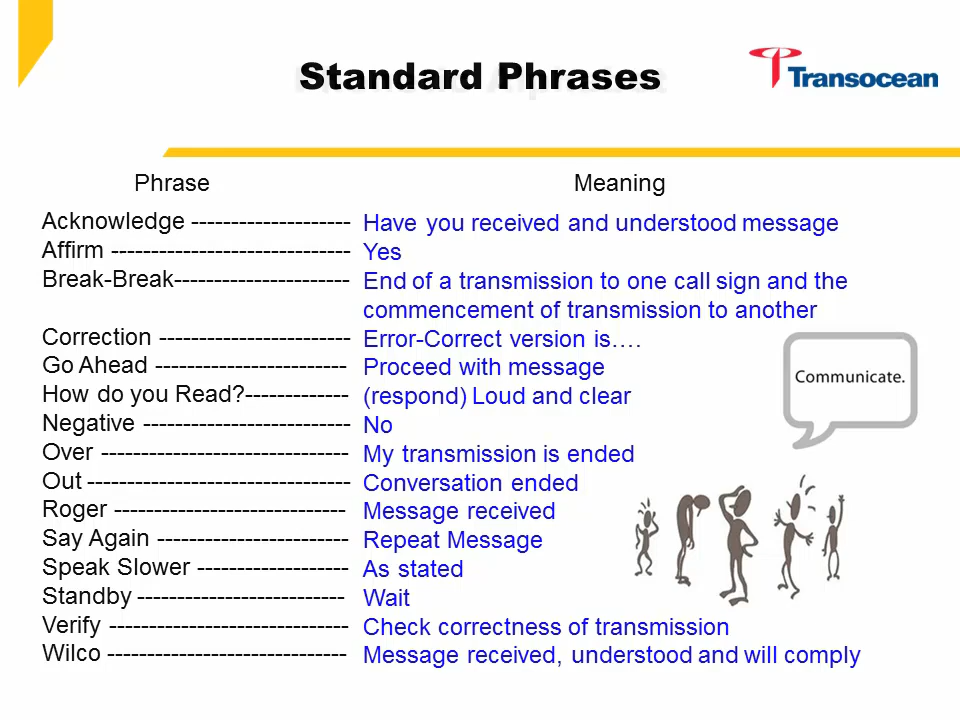 Standard Phrases
Transocean
Phrase Meaning
Acknowledge -------------------- Have you received and understood message
Affirm ------------------------------ Yes
Break-Break---------------------- End of a transmission to one call sign and the
commencement of transmission to another
Correction ------------------------ Error-Correct version is….
Go Ahead ------------------------ Proceed with message
How do you Read?------------- (respond) Loud and clear
Negative -------------------------- No
Over ------------------------------- My transmission is ended
Out --------------------------------- Conversation ended
Roger ----------------------------- Message received
Say Again ------------------------ Repeat Message
Speak Slower ------------------- As stated
Standby -------------------------- Wait
Verify ------------------------------ Check correctness of transmission
Wilco ------------------------------ Message received, understood and will comply
Communicate.